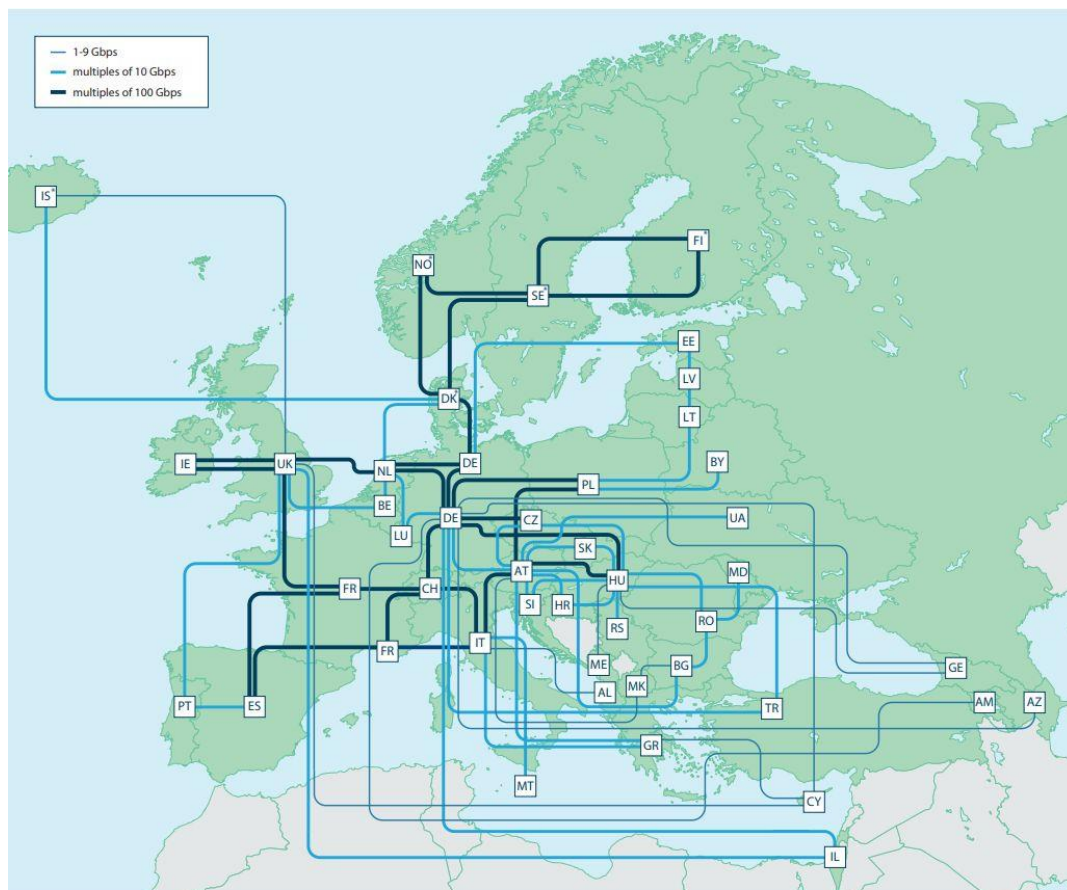 1-9 Gbps
multiples of 10 Gbps
multiples of 100 Gbps
IS*
FI*
NO*
SE*
EE
LV
DK*
LT
IE
UK
NL
DE
BY
PL
BE
DE
CZ
UA
LU
SK
AT
HU
MD
FR
CH
SI
HR
RS
RO
IT
FR
ME
BG
GE
MK
AL
PT
ES
TR
AM
AZ
GR
MT
CY
IL